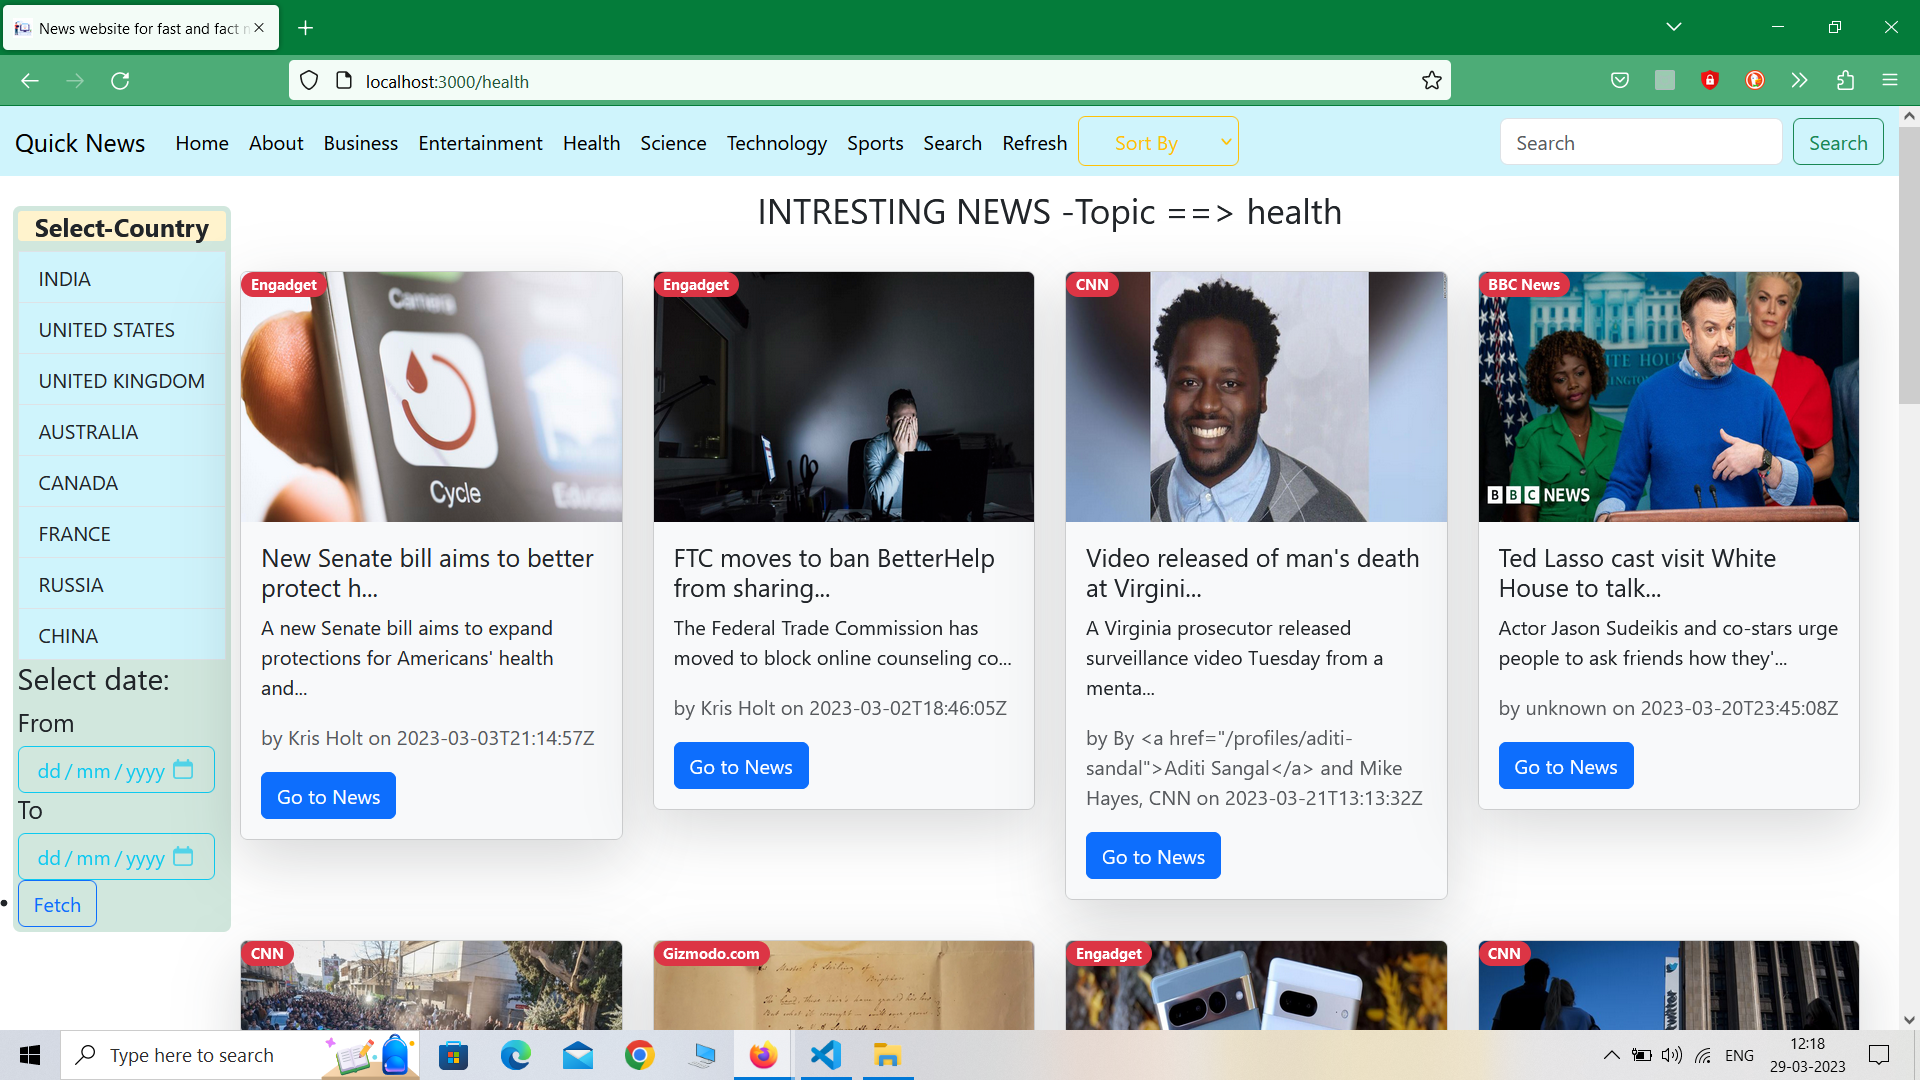 News website for fast and fact n
localhost:3000/health
Quick News Home About Business Entertainment Health Science Technology Sports Search Refresh Sort By Search Search
INTRESTING NEWS -Topic ==> health
Select-Country
INDIA
UNITED STATES
UNITED KINGDOM
AUSTRALIA
CANADA
FRANCE
RUSSIA
CHINA
Select date:
From
dd/mm/yyyy
To
dd/mm/yyyy
Fetch
Engadget
Camera
Cycle
New Senate bill aims to better
protect h...
A new Senate bill aims to expand
protections for Americans' health
and...
by Kris Holt on 2023-03-03T21:14:57Z
Go to News
Engadget
FTC moves to ban BetterHelp
from sharing...
The Federal Trade Commission has
moved to block online counseling co...
by Kris Holt on 2023-03-02T18:46:05Z
Go to News
CNN
Video released of man's death
at Virgini...
A Virginia prosecutor released
surveillance video Tuesday from a
menta...
by By <a href="/profiles/aditi-
sandal">Aditi Sangal</a> and Mike
Hayes, CNN on 2023-03-21T13:13:32Z
Go to News
BBC News
BBC NEWS
Ted Lasso cast visit White
House to talk...
Actor Jason Sudeikis and co-stars urge
people to ask friends how they'...
by unknown on 2023-03-20T23:45:08Z
Go to News
CNN
Gizmodo.com
Engadget
CNN
Type here to search
ENG
12:18
29-03-2023